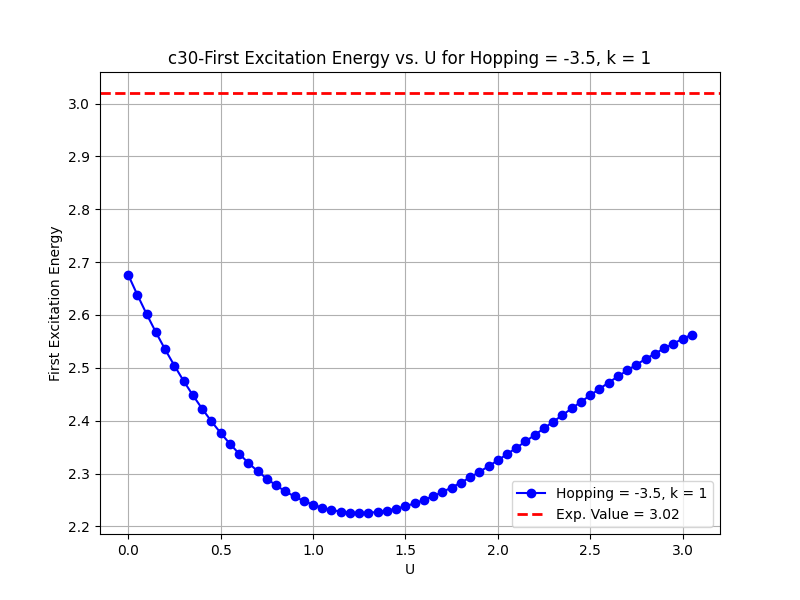 c30-First Excitation Energy vs. U for Hopping = -3.5, k = 1
First Excitation Energy
3.0
2.9
2.8
2.7
2.6
2.5
2.4
2.3
2.2
0.0 0.5 1.0 1.5 2.0 2.5 3.0
U
Hopping = -3.5, k = 1
Exp. Value = 3.02